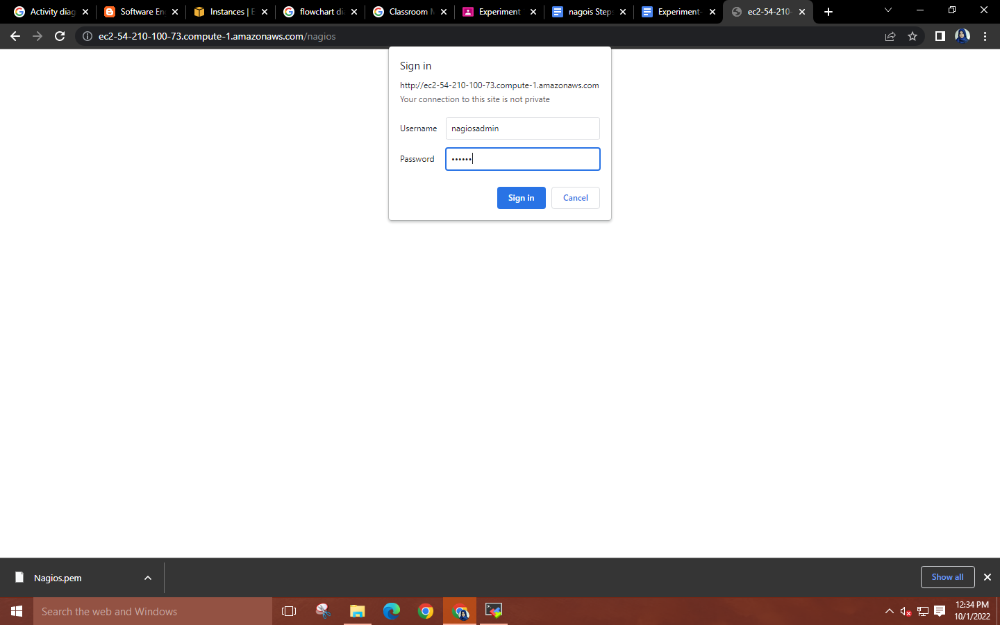 Activity diag
Software En
Instances | E
flowchart di
Classroom M
Experiment
nagois Step
Experiment-
ec2-54-210-
ec2-54-210-100-73.compute-1.amazonaws.com/nagios
Sign in
http://ec2-54-210-100-73.compute-1.amazonaws.com
Your connection to this site is not private
Username
nagiosadmin
Password
••••••
Sign in
Cancel
Nagios.pem
Show all
Search the web and Windows
12:34 PM
10/1/2022